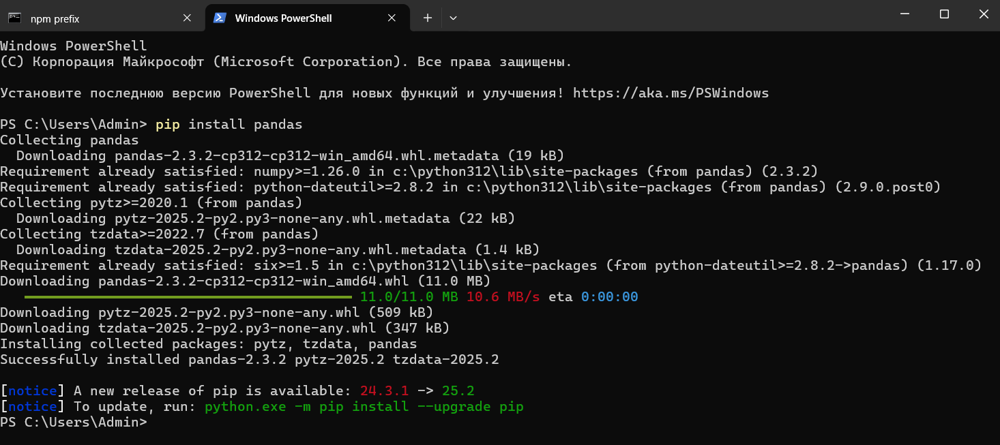 npm prefix
Windows PowerShell
Windows PowerShell
(C) Корпорация Майкрософт (Microsoft Corporation). Все права защищены.
Установите последнюю версию PowerShell для новых функций и улучшения! https://aka.ms/PSWindows
PS C:\Users\Admin> pip install pandas
Collecting pandas
  Downloading pandas-2.3.2-cp312-cp312-win_amd64.whl.metadata (19 kB)
Requirement already satisfied: numpy>=1.26.0 in c:\python312\lib\site-packages (from pandas) (2.3.2)
Requirement already satisfied: python-dateutil>=2.8.2 in c:\python312\lib\site-packages (from pandas) (2.9.0.post0)
Collecting pytz>=2020.1 (from pandas)
  Downloading pytz-2025.2-py2.py3-none-any.whl.metadata (22 kB)
Collecting tzdata>=2022.7 (from pandas)
  Downloading tzdata-2025.2-py2.py3-none-any.whl.metadata (1.4 kB)
Requirement already satisfied: six>=1.5 in c:\python312\lib\site-packages (from python-dateutil>=2.8.2->pandas) (1.17.0)
Downloading pandas-2.3.2-cp312-cp312-win_amd64.whl (11.0 MB)
11.0/11.0 MB 10.6 MB/s eta 0:00:00
Downloading pytz-2025.2-py2.py3-none-any.whl (509 kB)
Downloading tzdata-2025.2-py2.py3-none-any.whl (347 kB)
Installing collected packages: pytz, tzdata, pandas
Successfully installed pandas-2.3.2 pytz-2025.2 tzdata-2025.2
[notice] A new release of pip is available: 24.3.1 -> 25.2
[notice] To update, run: python.exe -m pip install --upgrade pip
PS C:\Users\Admin>